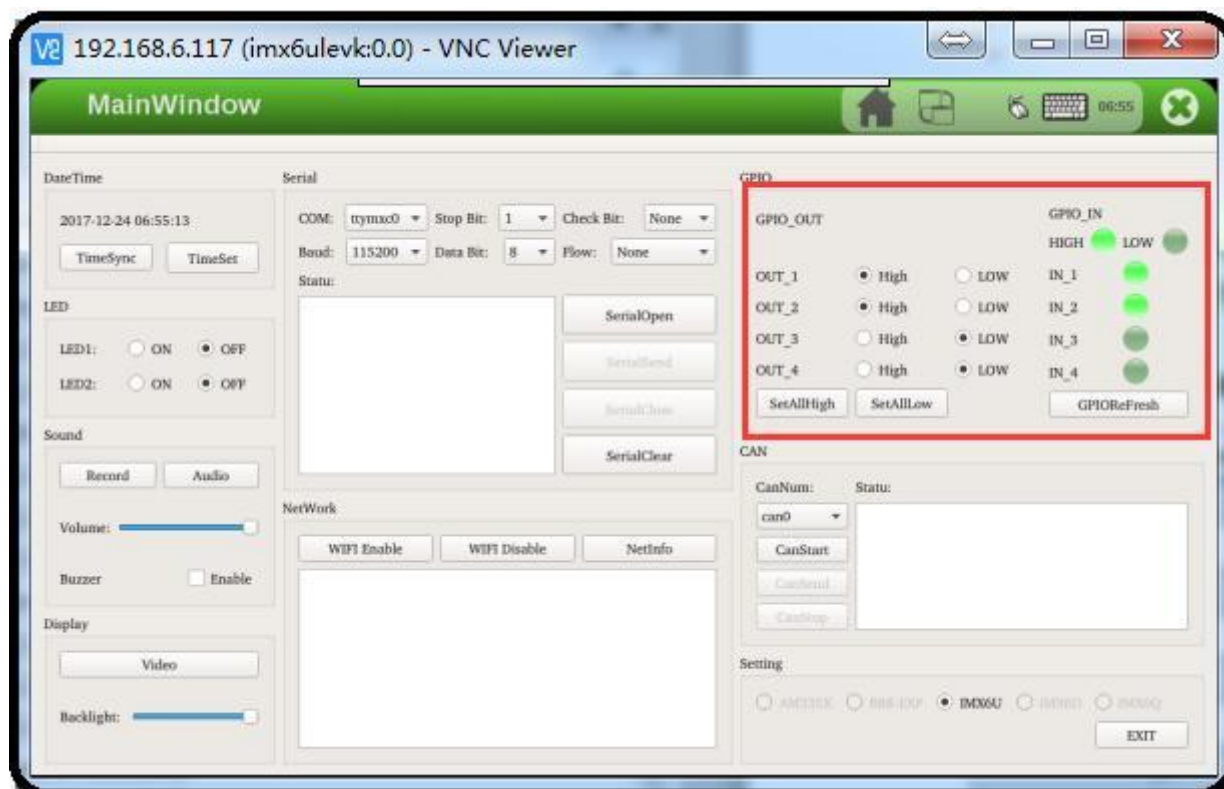 V2 192.168.6.117 (imx6ulevk:0.0) - VNC Viewer
MainWindow
06:55
DateTime
2017-12-24 06:55:13
TimeSync TimeSet
LED
LED1: ON OFF
LED2: ON OFF
Sound
Record Audio
Volume:
Buzzer Enable
Display
Video
Backlight:
Serial
COM: ttymxc0 Stop Bit: 1 Check Bit: None
Baud: 115200 Data Bit: 8 Flow: None
Statu:
SerialOpen
SerialSend
SerialClose
SerialClear
NetWork
WIFI Enable WIFI Disable NetInfo
GPIO
GPIO_OUT GPIO_IN
HIGH LOW
OUT_1 High LOW IN_1
OUT_2 High LOW IN_2
OUT_3 High LOW IN_3
OUT_4 High LOW IN_4
SetAllHigh SetAllLow GPIOReFresh
CAN
CanNum: Statu:
can0
CanStart
CanSend
CanStop
Setting
IMX6U
EXIT